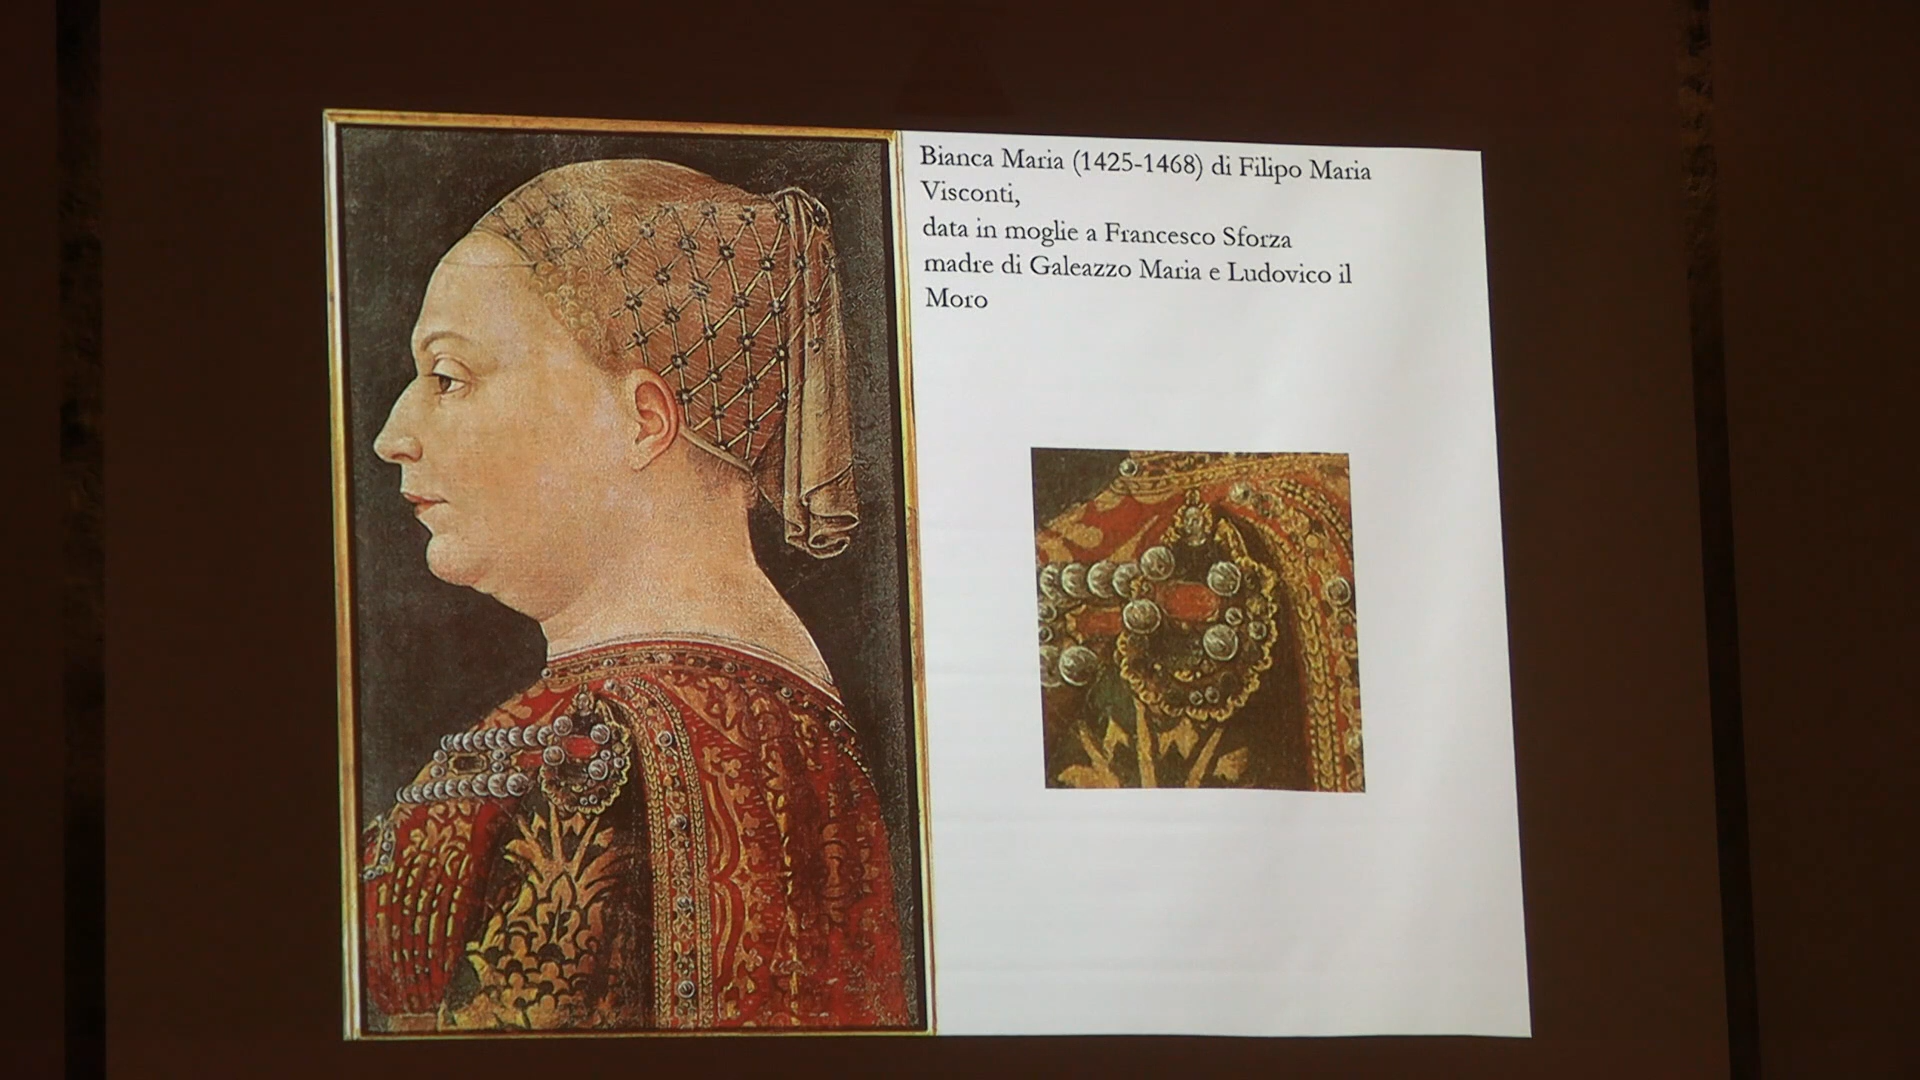 Bianca Maria (1425-1468) di Filipo Maria
Visconti,
data in moglie a Francesco Sforza
madre di Galeazzo Maria e Ludovico il
Moro